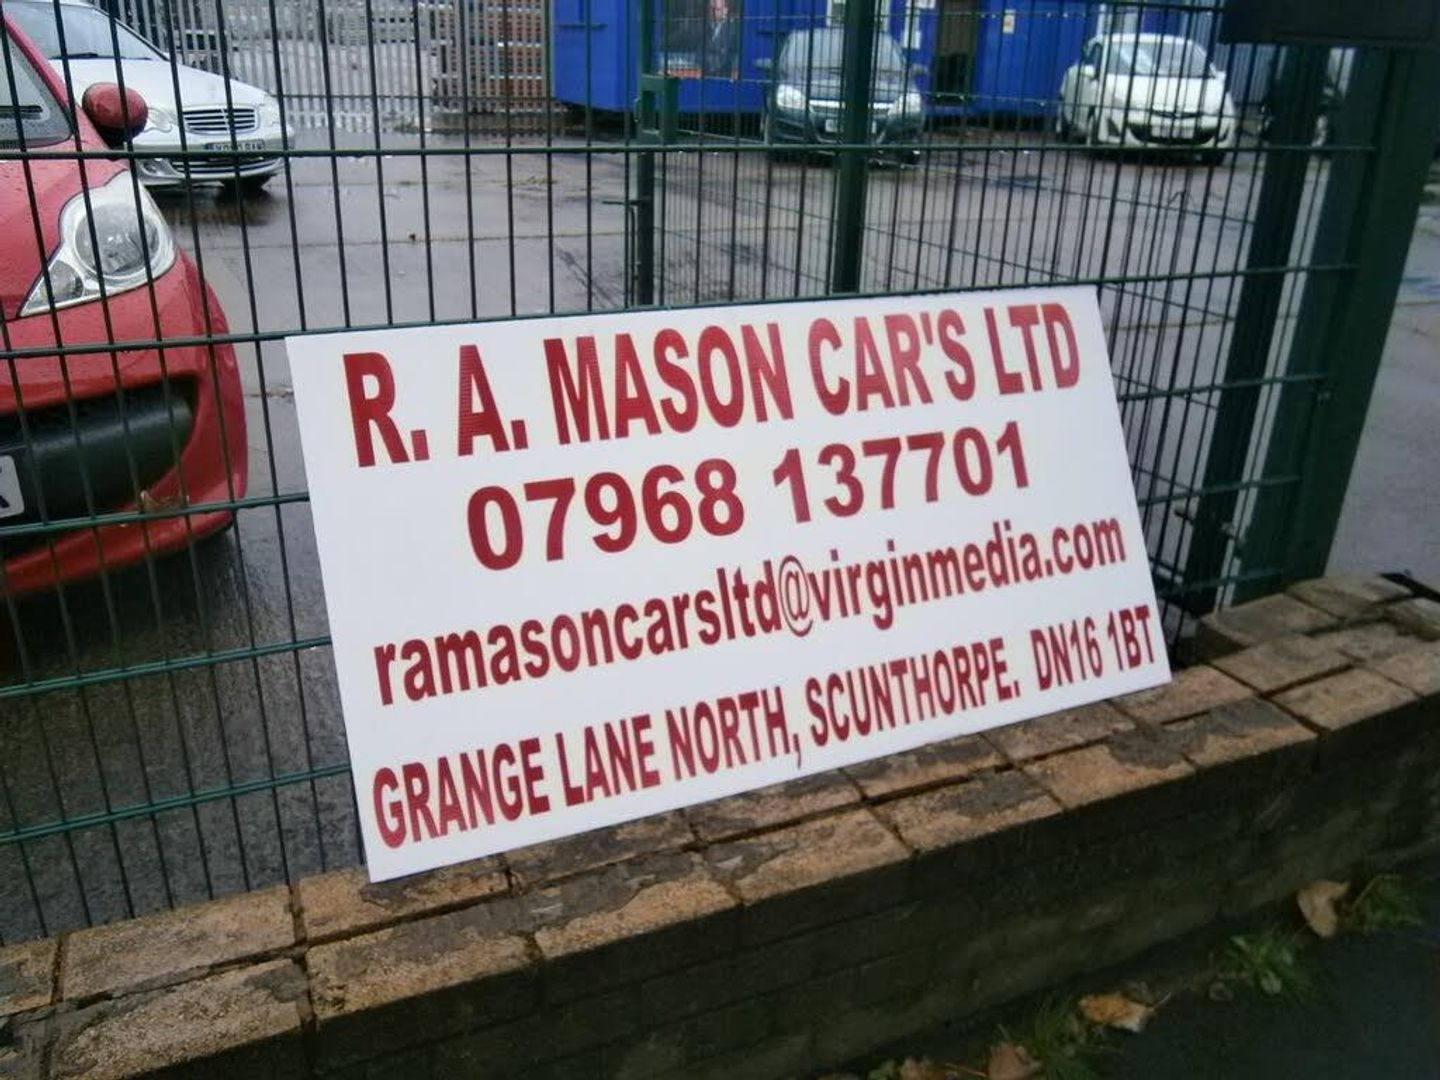 R. A. MASON CAR'S LTD
07968 137701
ramasoncarsltd@virginmedia.com
GRANGE LANE NORTH, SCUNTHORPE. DN16 1BT